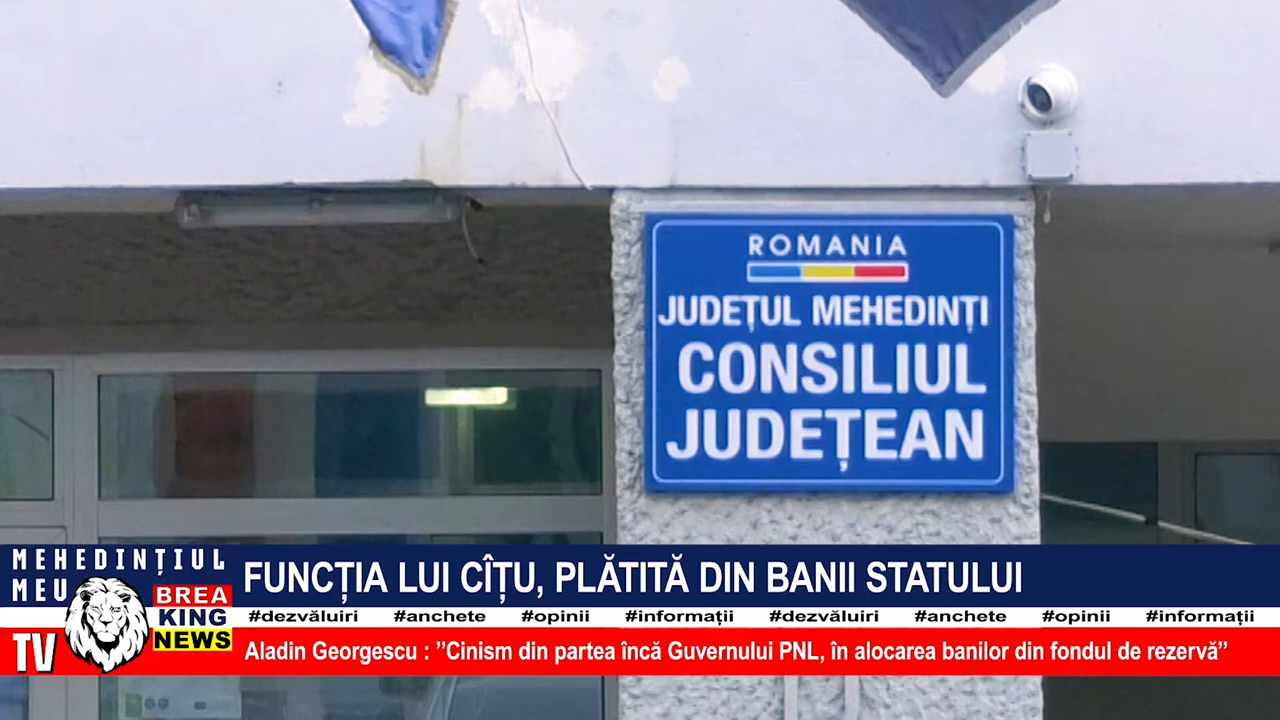 ROMANIA
JUDEȚUL MEHEDINȚI
CONSILIUL
JUDEȚEAN
MEHEDINȚIUL
MEU
TV
BREA
KING
NEWS
FUNCȚIA LUI CÎȚU, PLĂTITĂ DIN BANII STATULUI
#dezvăluiri #anchete #opinii #informații #dezvăluiri #anchete #opinii #informații
Aladin Georgescu : ”Cinism din partea încă Guvernului PNL, în alocarea banilor din fondul de rezervă”